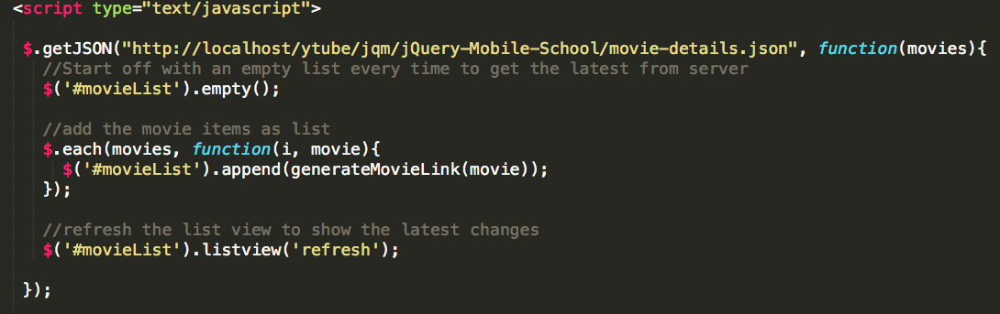 <script type="text/javascript">
$.getJSON("http://localhost/ytube/jqm/jQuery-Mobile-School/movie-details.json", function(movies){
//Start off with an empty list every time to get the latest from server
$('#movieList').empty();
//add the movie items as list
$.each(movies, function(i, movie){
$('#movieList').append(generateMovieLink(movie));
});
//refresh the list view to show the latest changes
$('#movieList').listview('refresh');
});